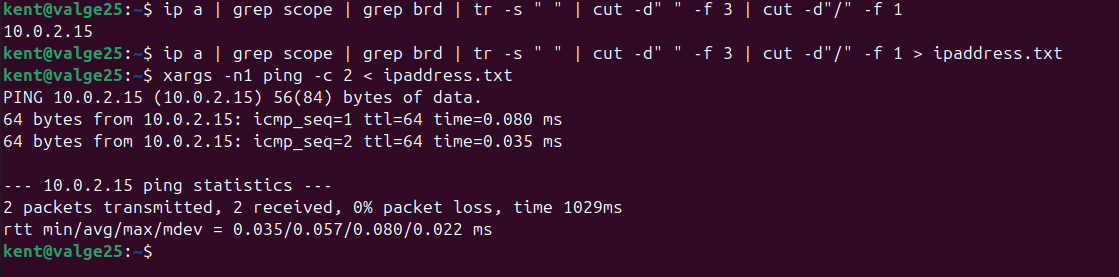 kent@valge25:~$ ip a | grep scope | grep brd | tr -s " " | cut -d" " -f 3 | cut -d"/" -f 1
10.0.2.15
kent@valge25:~$ ip a | grep scope | grep brd | tr -s " " | cut -d" " -f 3 | cut -d"/" -f 1 > ipaddress.txt
kent@valge25:~$ xargs -n1 ping -c 2 < ipaddress.txt
PING 10.0.2.15 (10.0.2.15) 56(84) bytes of data.
64 bytes from 10.0.2.15: icmp_seq=1 ttl=64 time=0.080 ms
64 bytes from 10.0.2.15: icmp_seq=2 ttl=64 time=0.035 ms

--- 10.0.2.15 ping statistics ---
2 packets transmitted, 2 received, 0% packet loss, time 1029ms
rtt min/avg/max/mdev = 0.035/0.057/0.080/0.022 ms
kent@valge25:~$